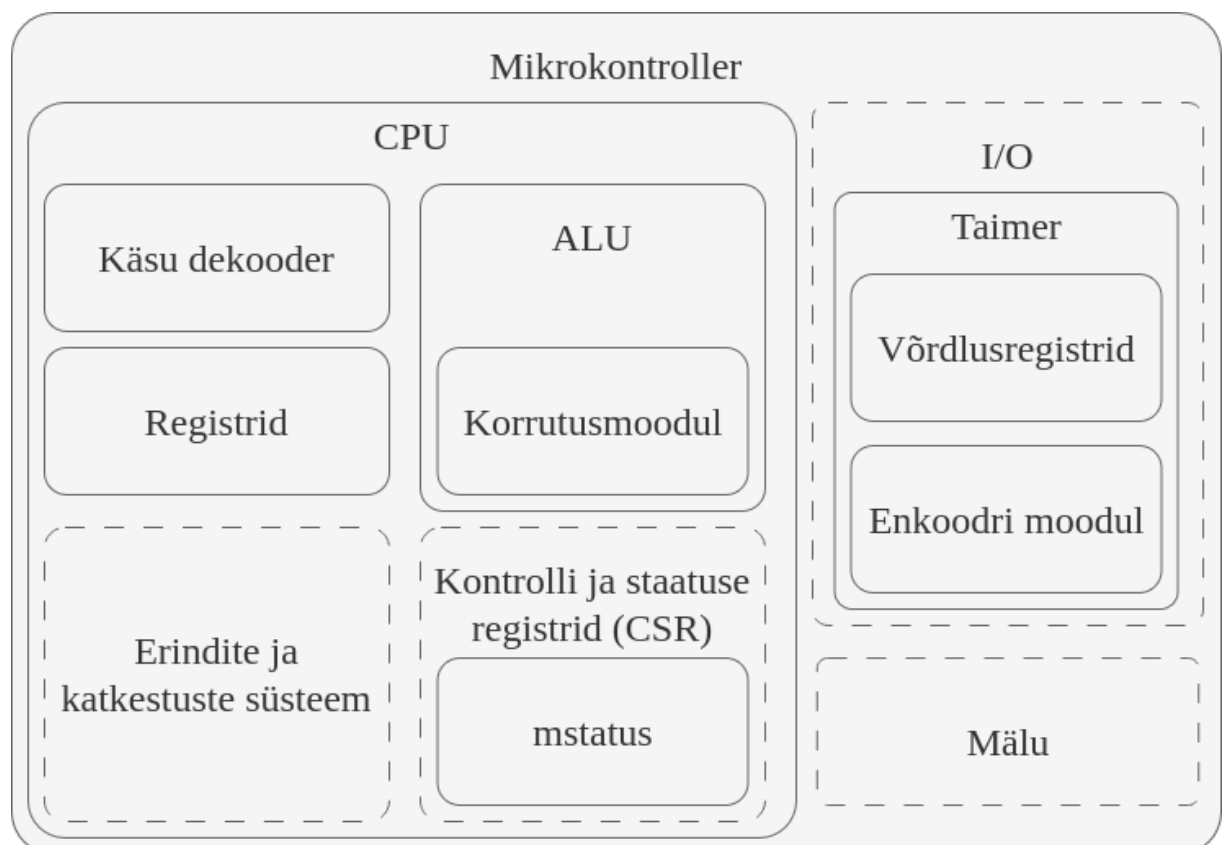 Mikrokontroller
CPU
Käsu dekooder
Registrid
ALU
Korrutusmoodul
Erindite ja
katkestuste süsteem
Kontrolli ja staatuse
registrid (CSR)
mstatus
I/O
Taimer
Võrdlusregistrid
Enkoodri moodul
Mälu